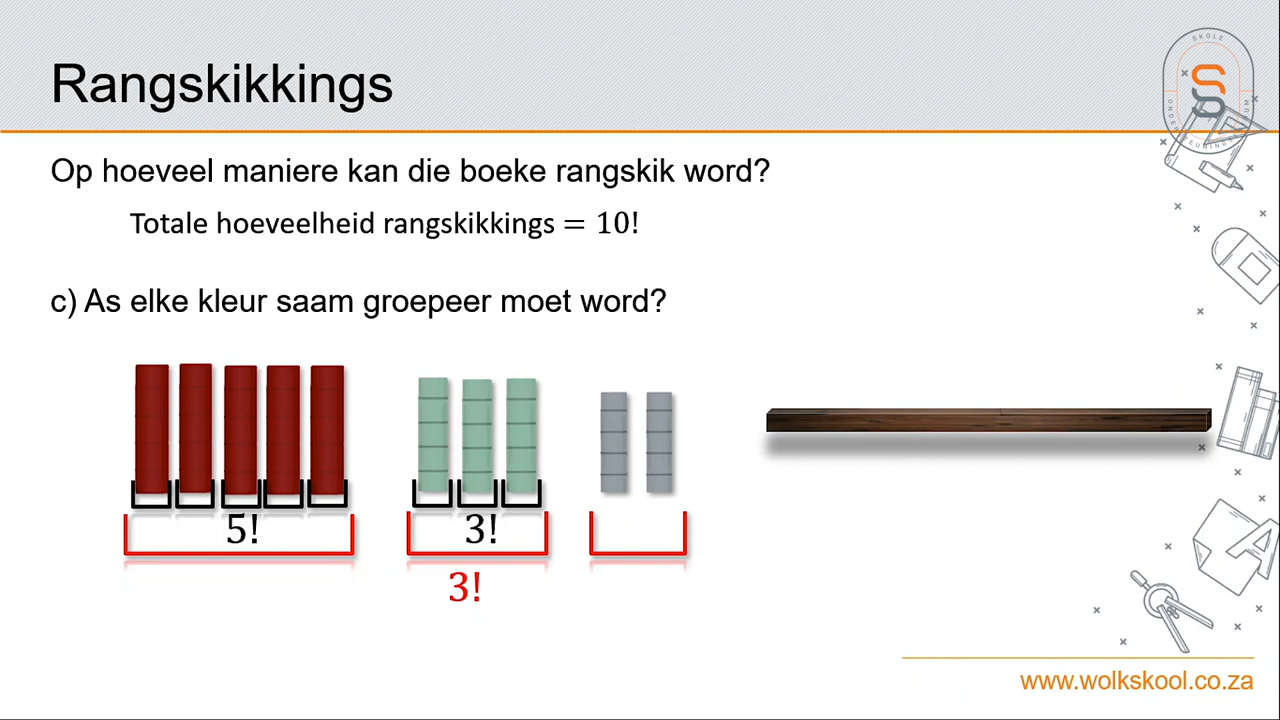 Rangskikkings
SKOLE
Op hoeveel maniere kan die boeke rangskik word?
Totale hoeveelheid rangskikkings = 10!
c) As elke kleur saam groepeer moet word?
5!
3!
3!
www.wolkskool.co.za